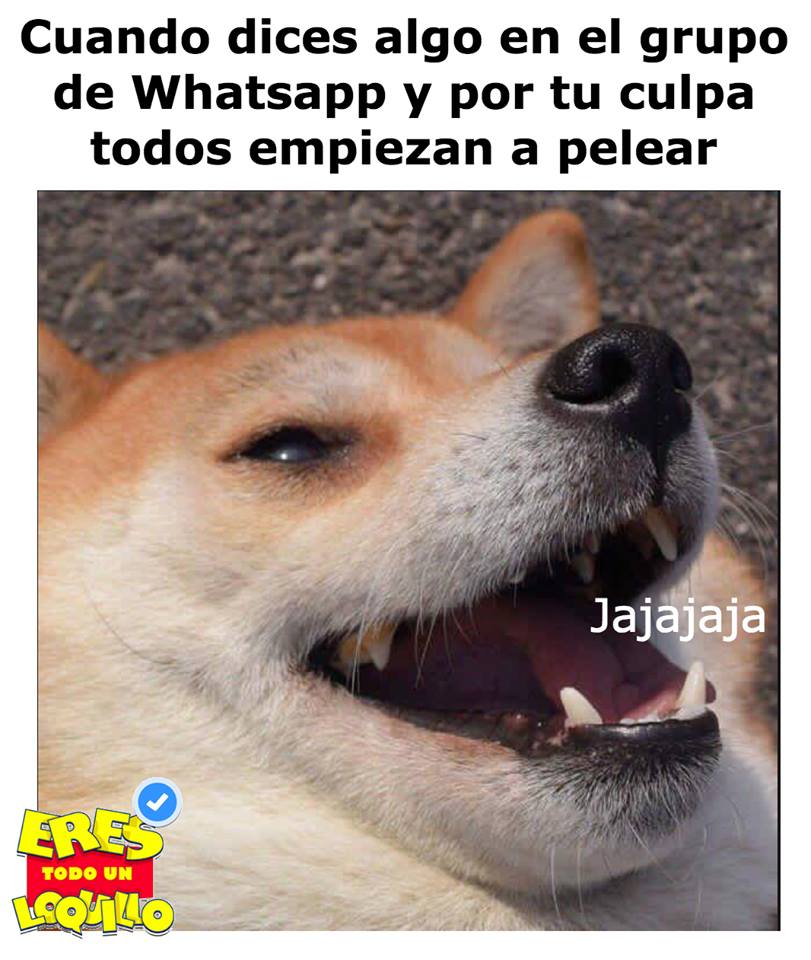 Cuando dices algo en el grupo
de Whatsapp y por tu culpa
todos empiezan a pelear
Jajajaja
ERES
TODO UN
LOQUILLO